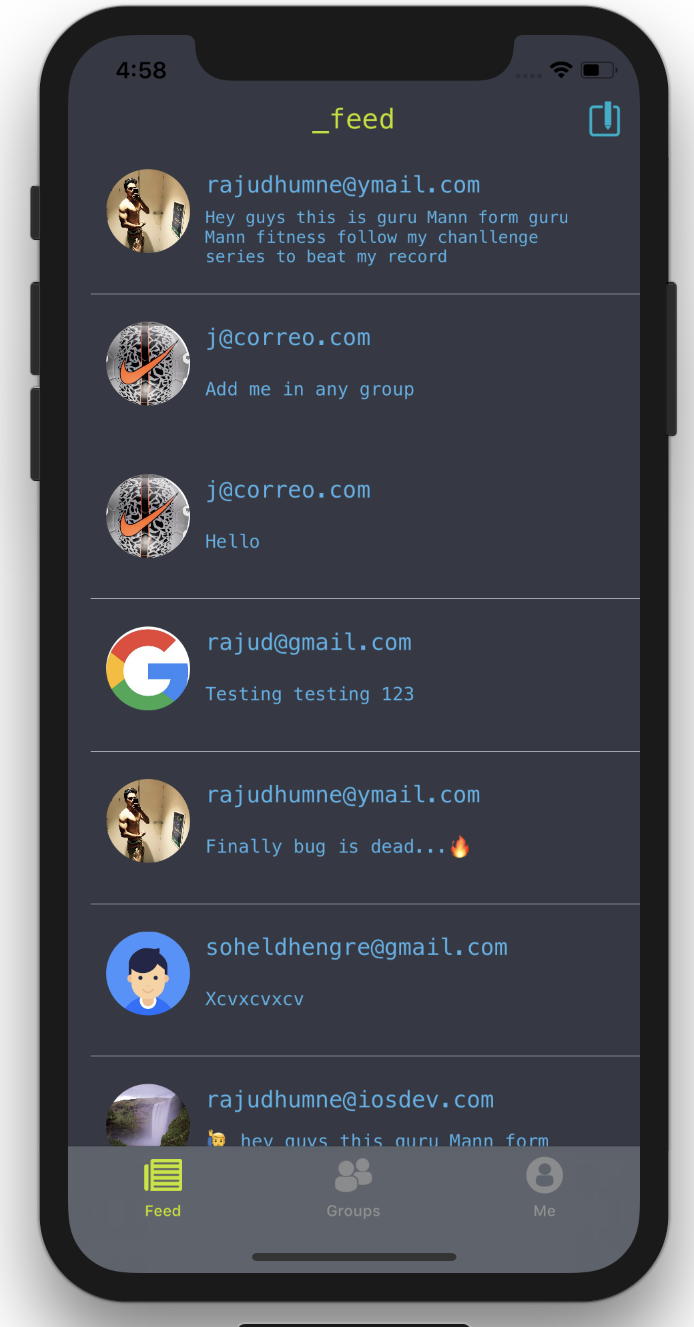 4:58
_feed
rajudhumne@ymail.com
Hey guys this is guru Mann form guru
Mann fitness follow my chanllenge
series to beat my record
j@correo.com
Add me in any group
j@correo.com
Hello
rajud@gmail.com
Testing testing 123
rajudhumne@ymail.com
Finally bug is dead...🔥
soheldhengre@gmail.com
Xcvxcvxcv
rajudhumne@iosdev.com
🙋‍♂️ hey guys this guru Mann form
Feed
Groups
Me